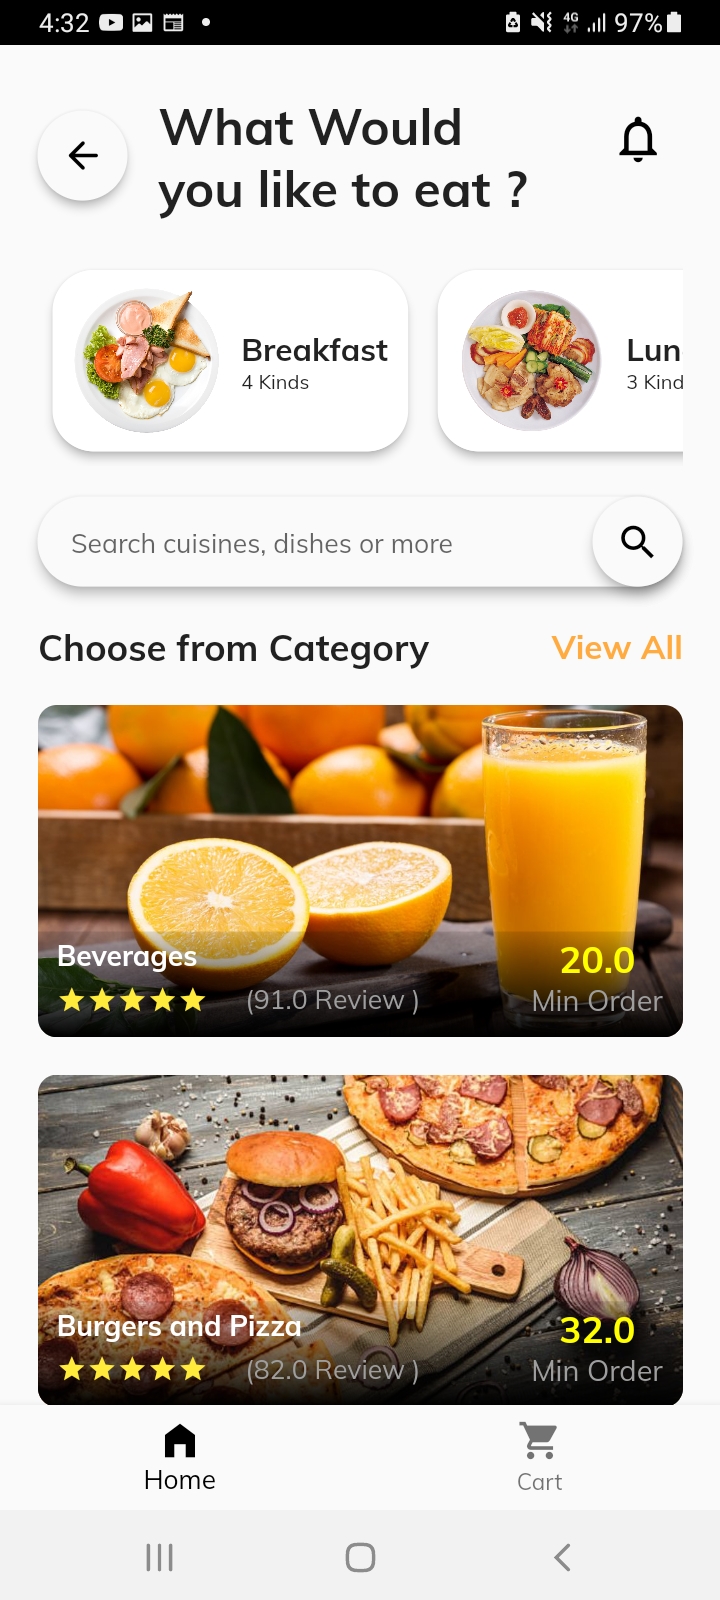 4:32
4G
97%
What Would
you like to eat ?
Breakfast
4 Kinds
Lun
3 Kind
Search cuisines, dishes or more
Choose from Category
View All
Beverages
20.0
(91.0 Review )
Min Order
Burgers and Pizza
32.0
(82.0 Review )
Min Order
Home
Cart